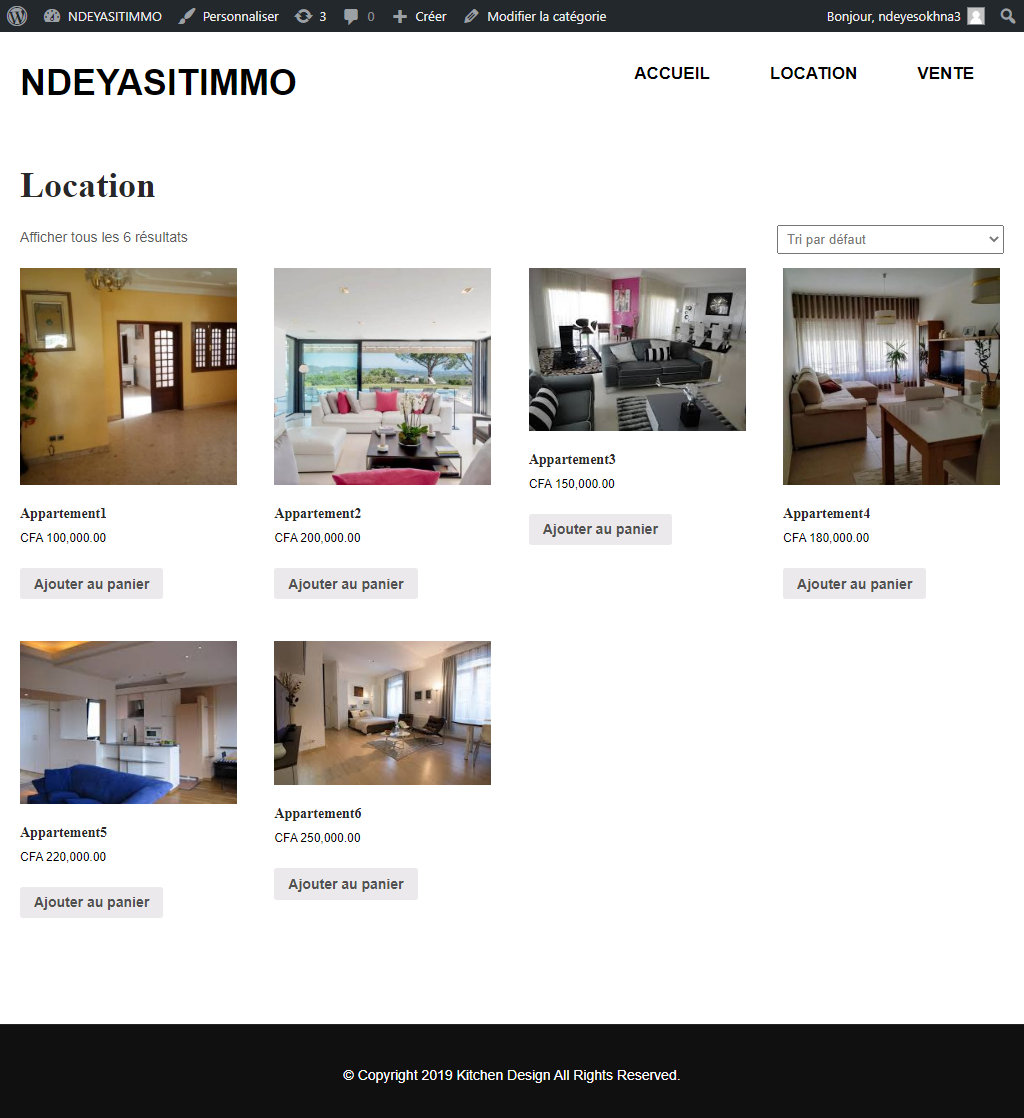 NDEYASITIMMO
Personnaliser
3
0
Créer
Modifier la catégorie
Bonjour, ndeyesokhna3
NDEYASITIMMO
ACCUEIL
LOCATION
VENTE
Location
Afficher tous les 6 résultats
Tri par défaut
Appartement1
CFA 100,000.00
Ajouter au panier
Appartement2
CFA 200,000.00
Ajouter au panier
Appartement3
CFA 150,000.00
Ajouter au panier
Appartement4
CFA 180,000.00
Ajouter au panier
Appartement5
CFA 220,000.00
Ajouter au panier
Appartement6
CFA 250,000.00
Ajouter au panier
© Copyright 2019 Kitchen Design All Rights Reserved.